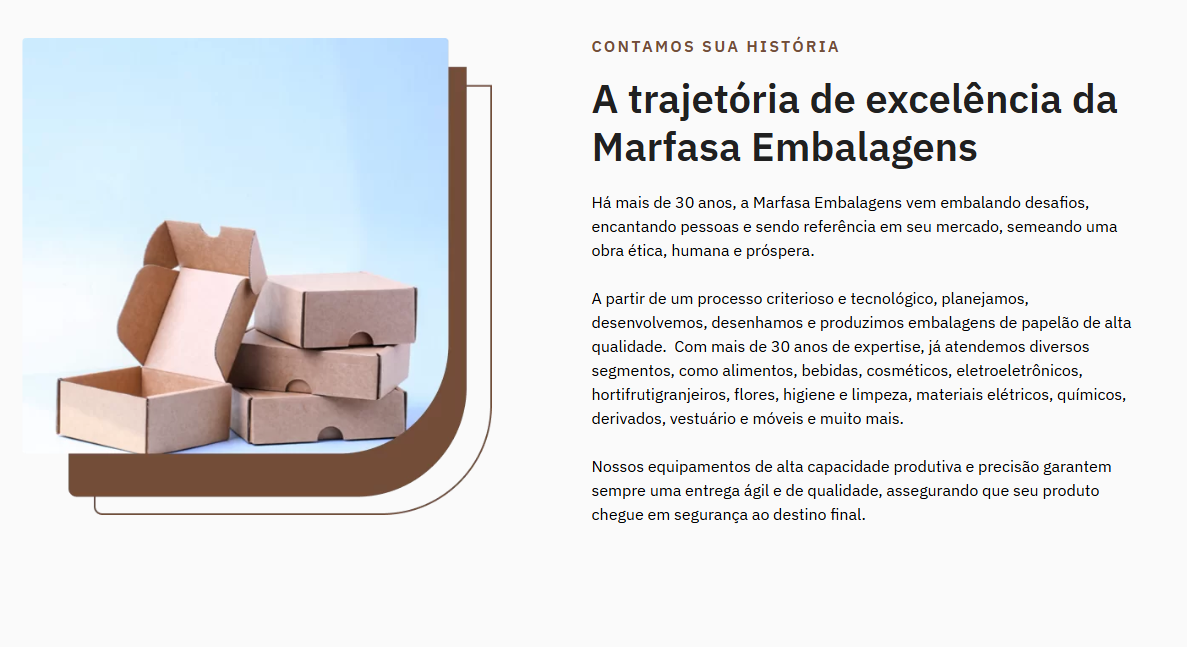 CONTAMOS SUA HISTÓRIA
A trajetória de excelência da
Marfasa Embalagens
Há mais de 30 anos, a Marfasa Embalagens vem embalando desafios,
encantando pessoas e sendo referência em seu mercado, semeando uma
obra ética, humana e próspera.
A partir de um processo criterioso e tecnológico, planejamos,
desenvolvemos, desenhamos e produzimos embalagens de papelão de alta
qualidade.  Com mais de 30 anos de expertise, já atendemos diversos
segmentos, como alimentos, bebidas, cosméticos, eletroeletrônicos,
hortifrutigranjeiros, flores, higiene e limpeza, materiais elétricos, químicos,
derivados, vestuário e móveis e muito mais.
Nossos equipamentos de alta capacidade produtiva e precisão garantem
sempre uma entrega ágil e de qualidade, assegurando que seu produto
chegue em segurança ao destino final.